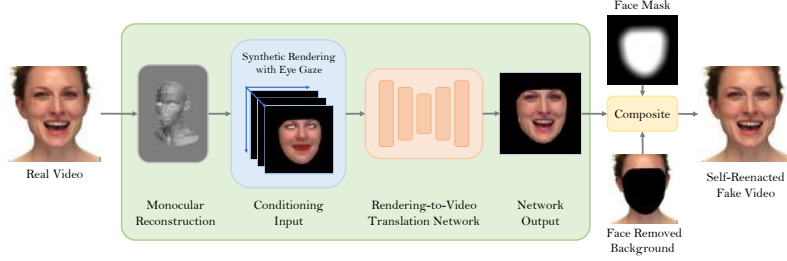 Face Mask
Synthetic Rendering
with Eye Gaze
Composite
Real Video
Monocular
Reconstruction
Conditioning
Input
Rendering-to-Video
Translation Network
Network
Output
Face Removed
Background
Self-Reenacted
Fake Video